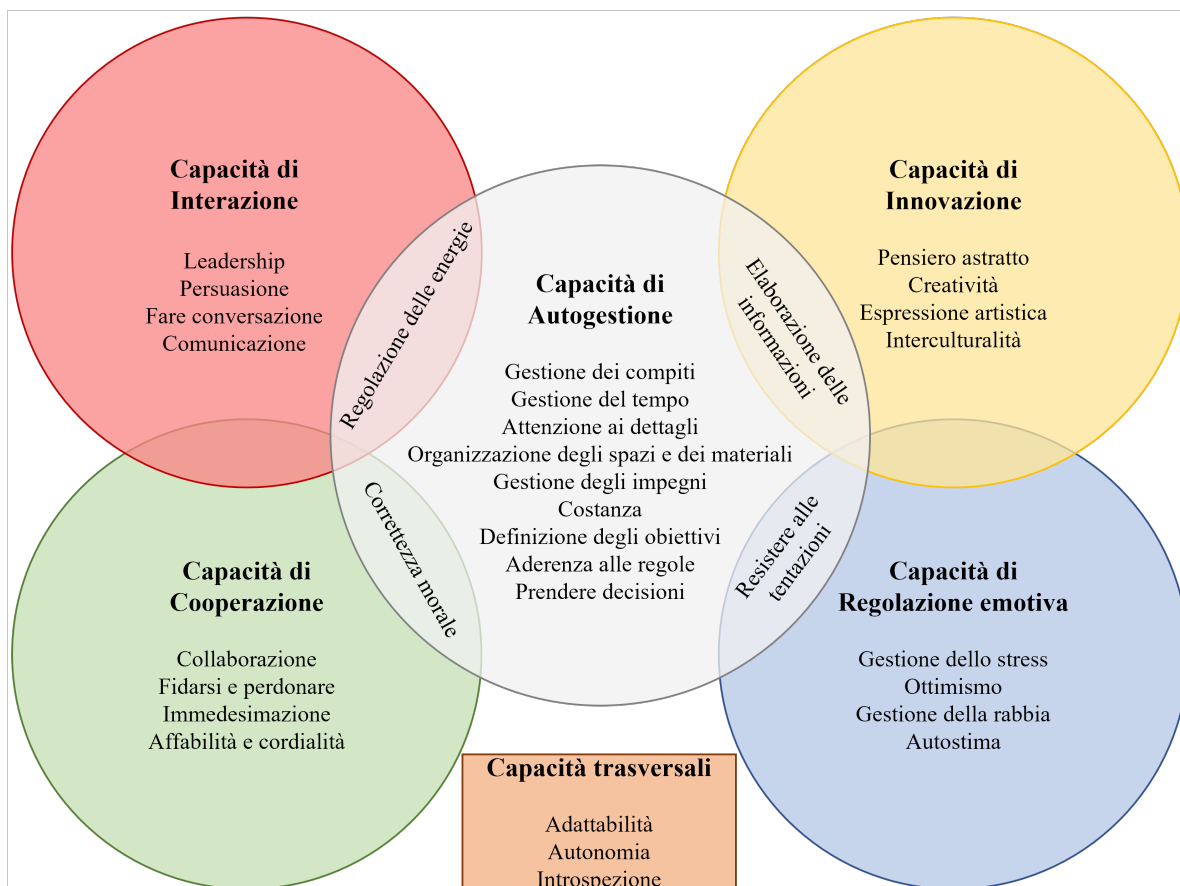 Capacità di
Interazione
Leadership
Persuasione
Fare conversazione
Comunicazione
Regolazione delle energie
Capacità di
Innovazione
Pensiero astratto
Creatività
Espressione artistica
Interculturalità
Elaborazione delle
informazioni
Capacità di
Autogestione
Gestione dei compiti
Gestione del tempo
Attenzione ai dettagli
Organizzazione degli spazi e dei materiali
Gestione degli impegni
Costanza
Definizione degli obiettivi
Aderenza alle regole
Prendere decisioni
Correttezza morale
Resistere alle
tentazioni
Capacità di
Cooperazione
Collaborazione
Fidarsi e perdonare
Immedesimazione
Affabilità e cordialità
Capacità di
Regolazione emotiva
Gestione dello stress
Ottimismo
Gestione della rabbia
Autostima
Capacità trasversali
Adattabilità
Autonomia
Introspezione